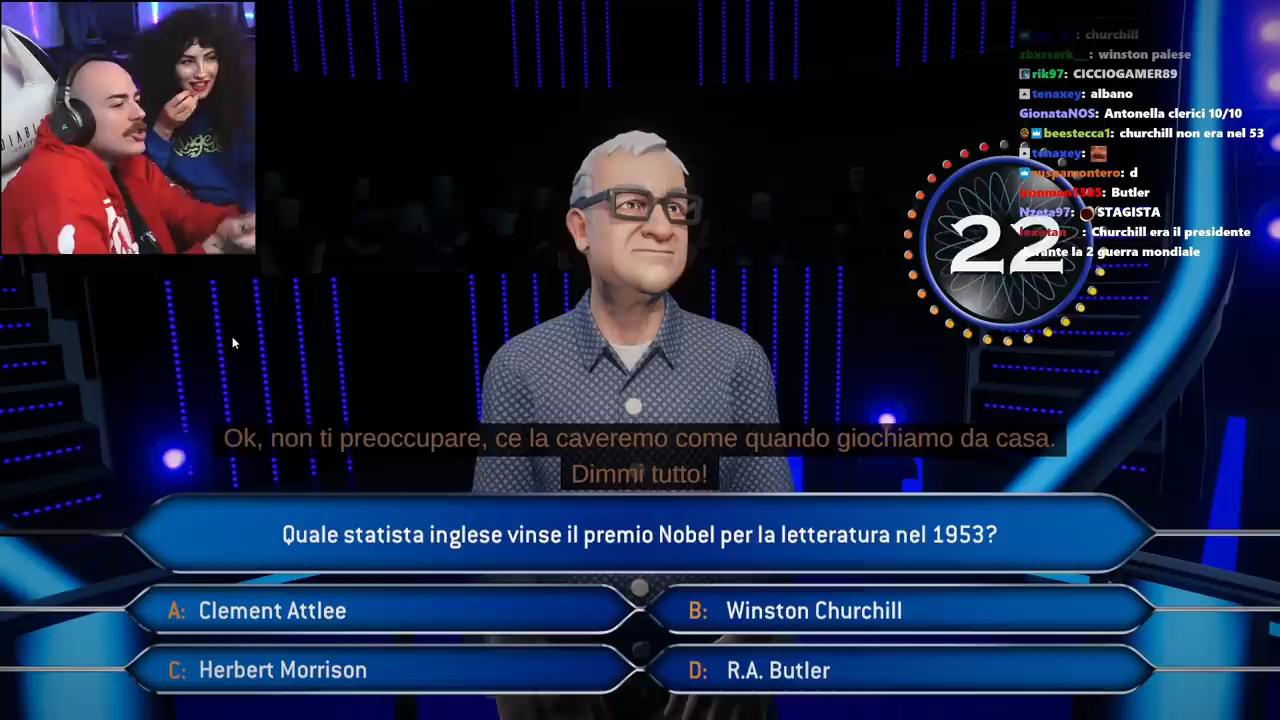 : churchill
zbxrserk__: winston palese
rik97: CICCIOGAMER89
tenaxey: albano
GionataNOS: Antonella clerici 10/10
beestecca1: churchill non era nel 53
tenaxey:
: d
: Butler
Nzeta97: STAGISTA
: Churchill era il presidente
durante la 2 guerra mondiale
22
DIABL
Ok, non ti preoccupare, ce la caveremo come quando giochiamo da casa.
Dimmi tutto!
Quale statista inglese vinse il premio Nobel per la letteratura nel 1953?
A: Clement Attlee
B: Winston Churchill
C: Herbert Morrison
D: R.A. Butler